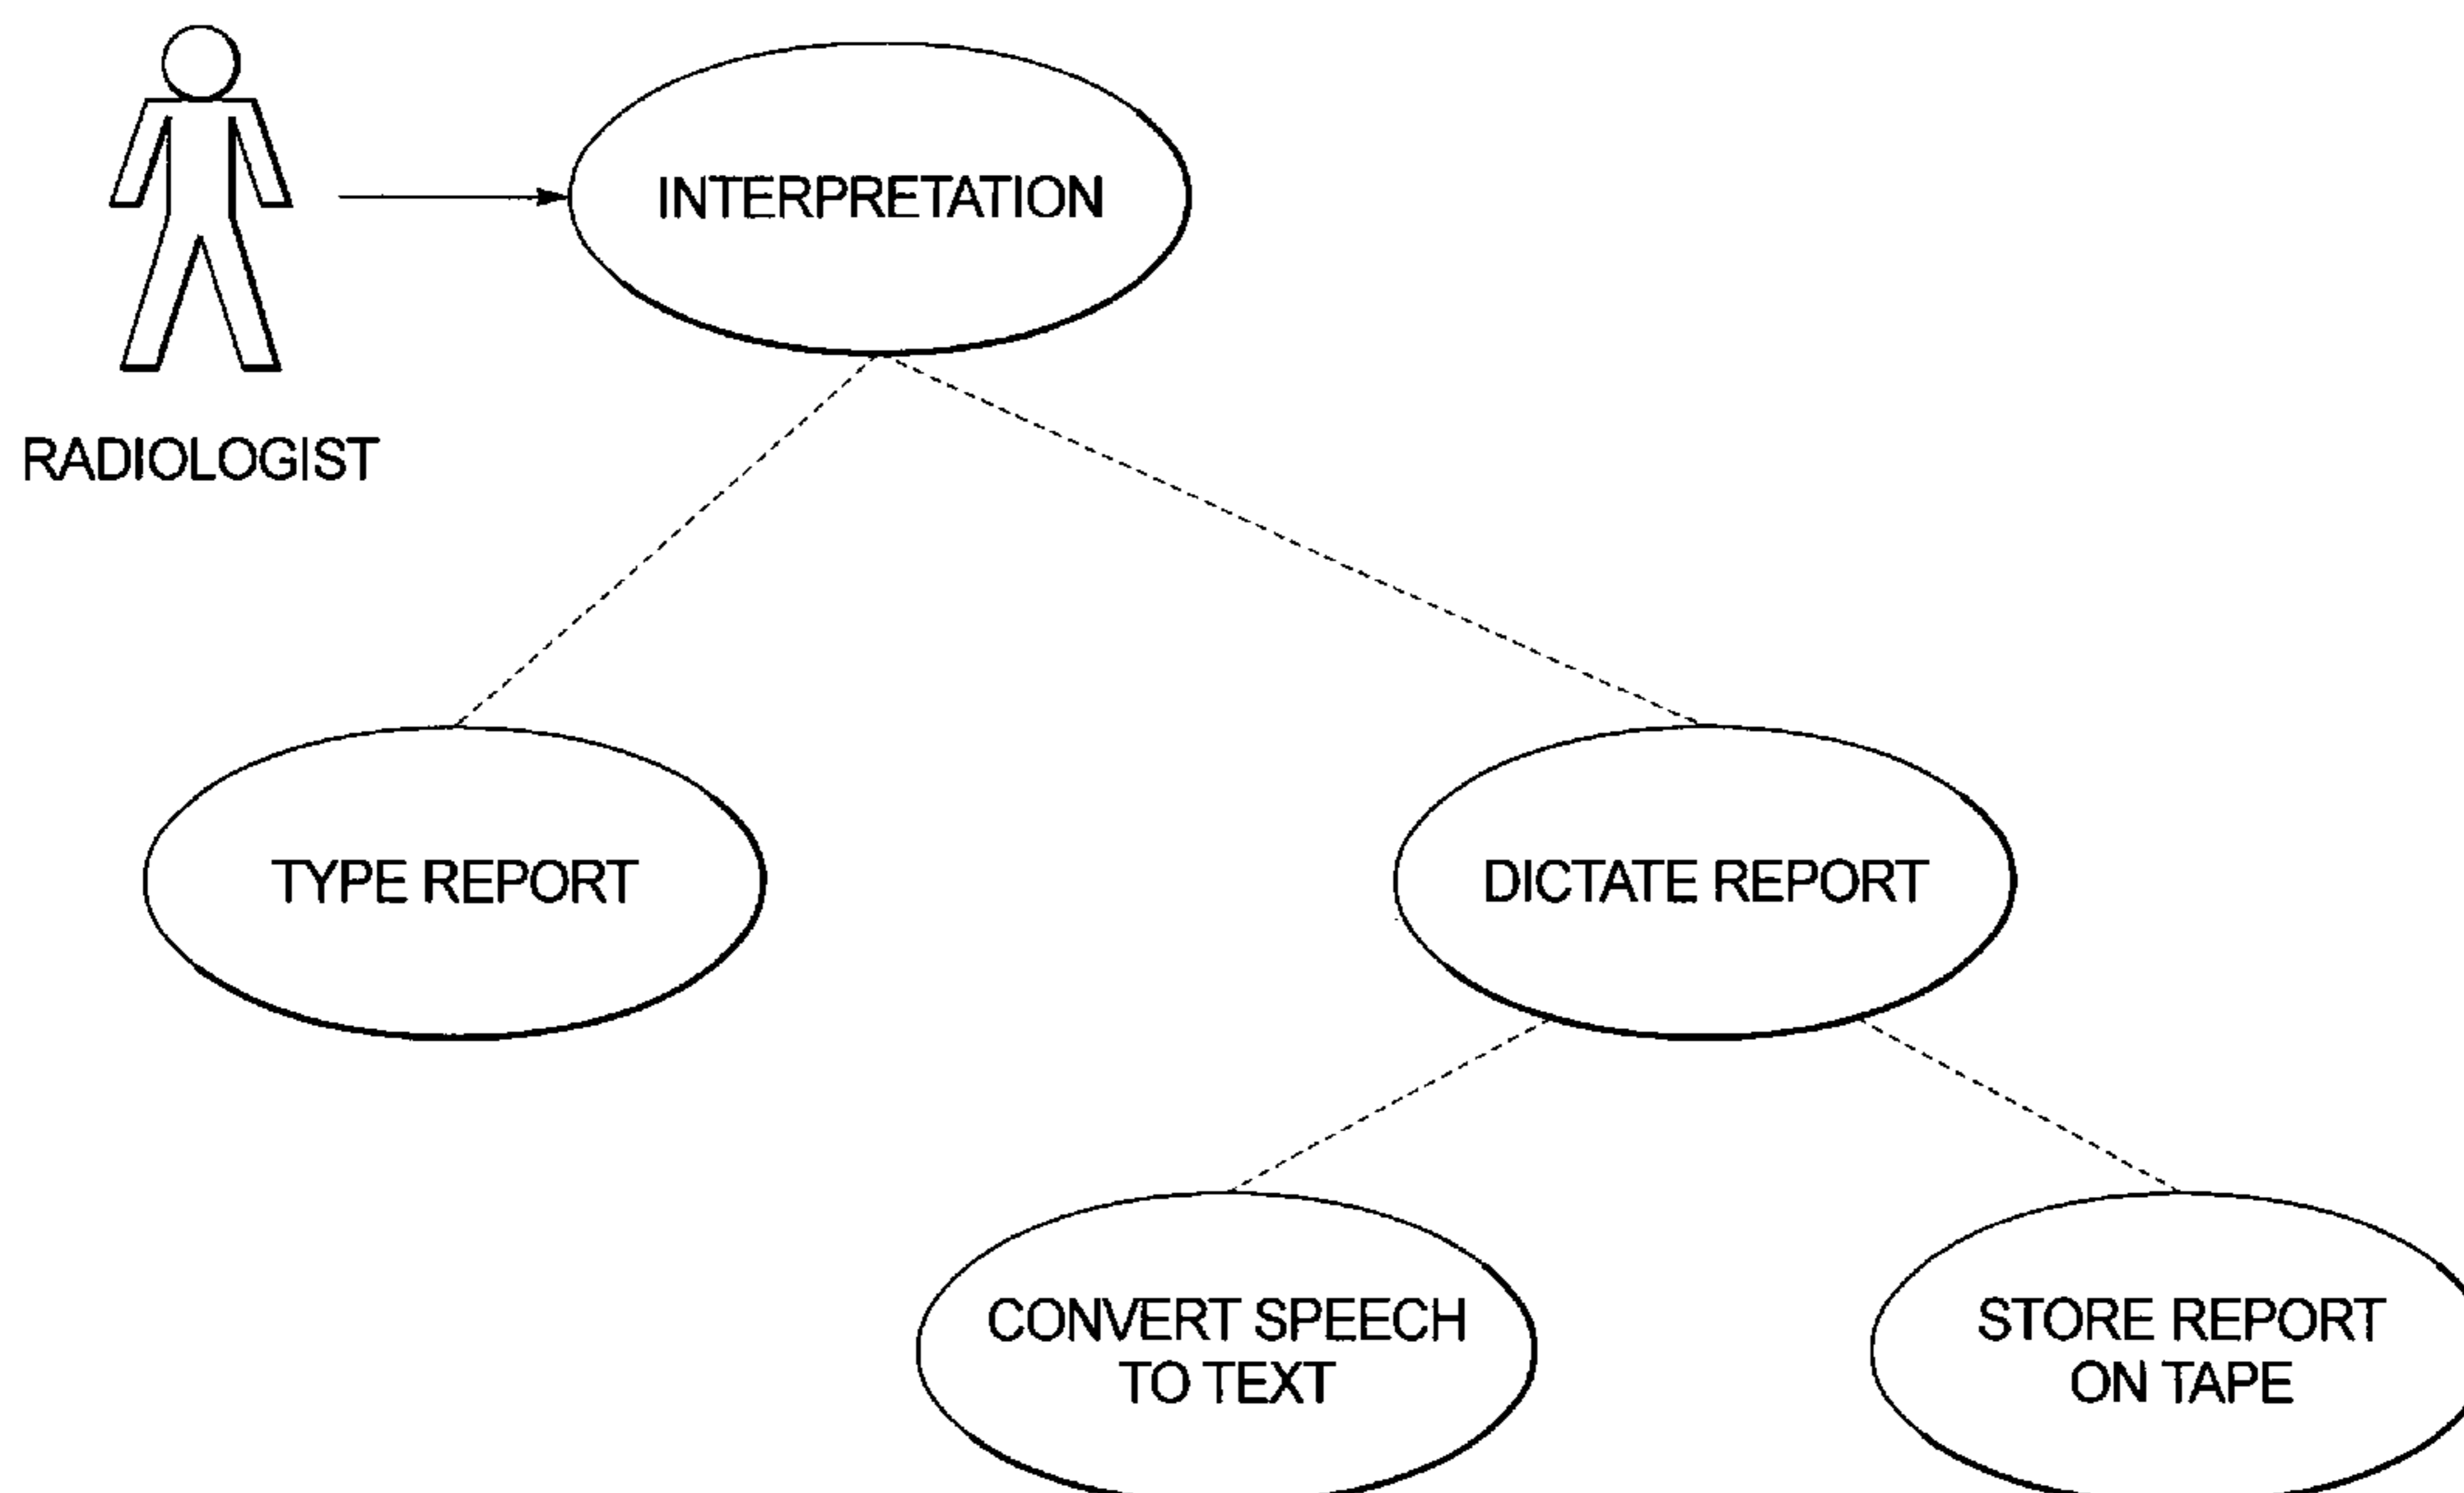 INTERPRETATION
RADIOLOGIST
TYPE REPORT
DICTATE REPORT
CONVERT SPEECH
TO TEXT
STORE REPORT
ON TAPE